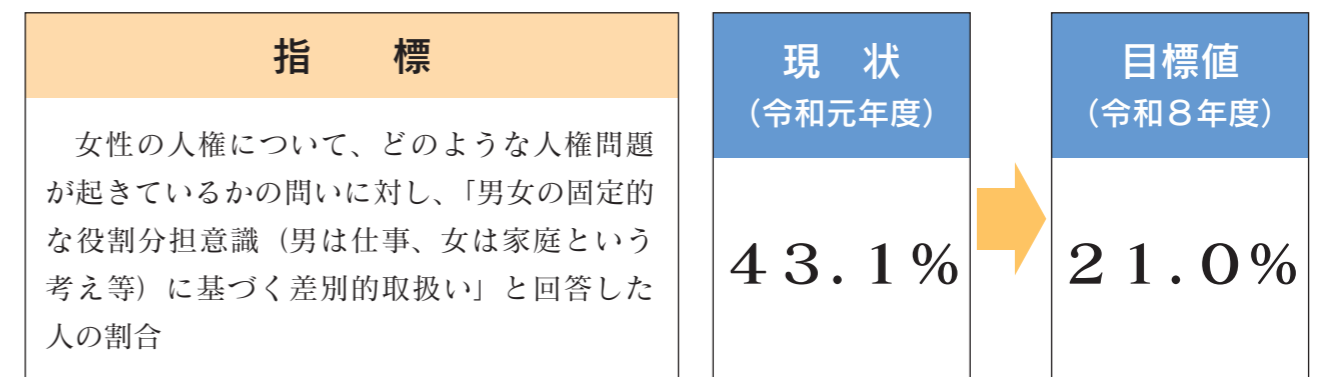 指　標
女性の人権について、どのような人権問題
が起きているかの問いに対し、「男女の固定的
な役割分担意識（男は仕事、女は家庭という
考え等）に基づく差別的取扱い」と回答した
人の割合
現　状
（令和元年度）
４３.１%
目標値
（令和８年度）
２１.０%